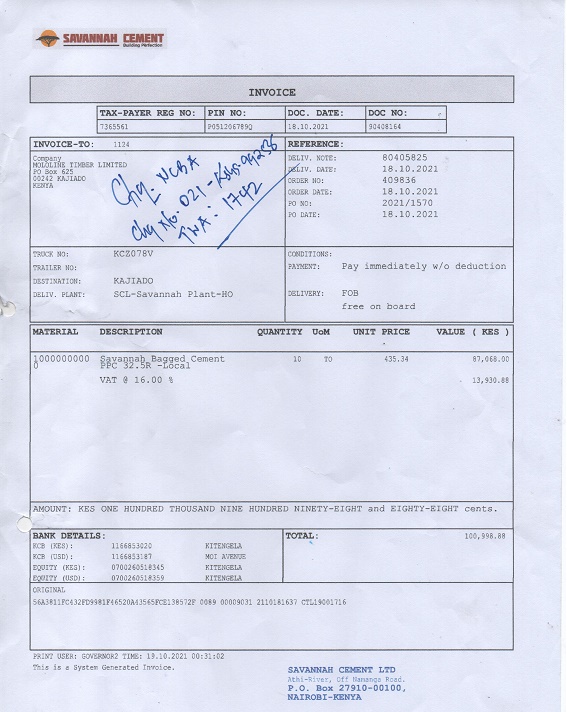 SAVANNAH CEMENT
Building Perfection
INVOICE
TAX-PAYER REG NO: PIN NO: DOC. DATE: DOC NO:
7365561 P051206789Q 18.10.2021 90408164
INVOICE-TO: 1124
Company
MOLOLINE TIMBER LIMITED
PO Box 625
00242 KAJIADO
KENYA
Chq. NCBA
Chq No. 021-
TWA. 1742
REFERENCE:
DELIV. NOTE: 80405825
DELIV. DATE: 18.10.2021
ORDER NO: 409836
ORDER DATE: 18.10.2021
PO NO: 2021/1570
PO DATE: 18.10.2021
TRUCK NO: KCZ078V
TRAILER NO:
DESTINATION: KAJIADO
DELIV. PLANT: SCL-Savannah Plant-HO
CONDITIONS:
PAYMENT: Pay immediately w/o deduction
DELIVERY: FOB
free on board
MATERIAL DESCRIPTION QUANTITY UoM UNIT PRICE VALUE ( KES )
1000000000 Savannah Bagged Cement 10 TO 435.34 87,068.00
0 PPC 32.5R -Local
VAT @ 16.00 % 13,930.88
AMOUNT: KES ONE HUNDRED THOUSAND NINE HUNDRED NINETY-EIGHT and EIGHTY-EIGHT cents.
BANK DETAILS:
KCB (KES): 1166853020 KITENGELA
KCB (USD): 1166853187 MOI AVENUE
EQUITY (KES): 0700260518345 KITENGELA
EQUITY (USD): 0700260518359 KITENGELA
TOTAL: 100,998.88
ORIGINAL
56A3811FC432FD9981F46520A43565FCE138572F 0089 00009031 2110181637 CTL19001716
PRINT USER: GOVERNOR2 TIME: 19.10.2021 00:31:02
This is a System Generated Invoice.
SAVANNAH CEMENT LTD
Athi-River, Off Namanga Road.
P.O. Box 27910-00100,
NAIROBI-KENYA